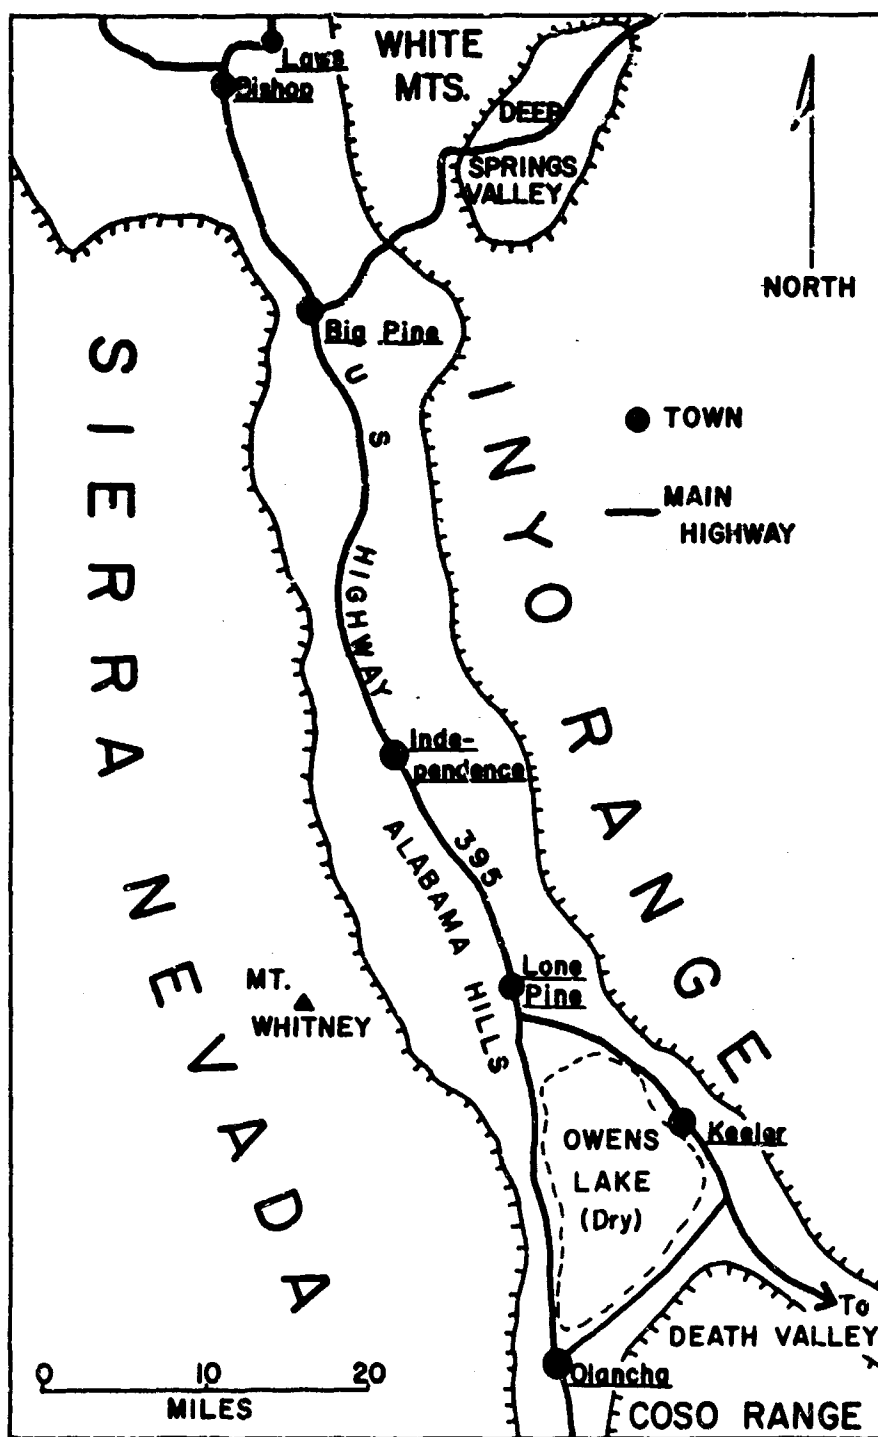 Laws
Bishop
WHITE
MTS.
DEEP
SPRINGS
VALLEY
NORTH
Big Pine
U S
HIGHWAY
395
SIERRA NEVADA
INYO RANGE
TOWN
MAIN
HIGHWAY
Inde-
pendence
ALABAMA HILLS
Lone
Pine
MT.
WHITNEY
OWENS
LAKE
(Dry)
Keeler
To
DEATH VALLEY
Olancha
COSO RANGE
0 10 20
MILES